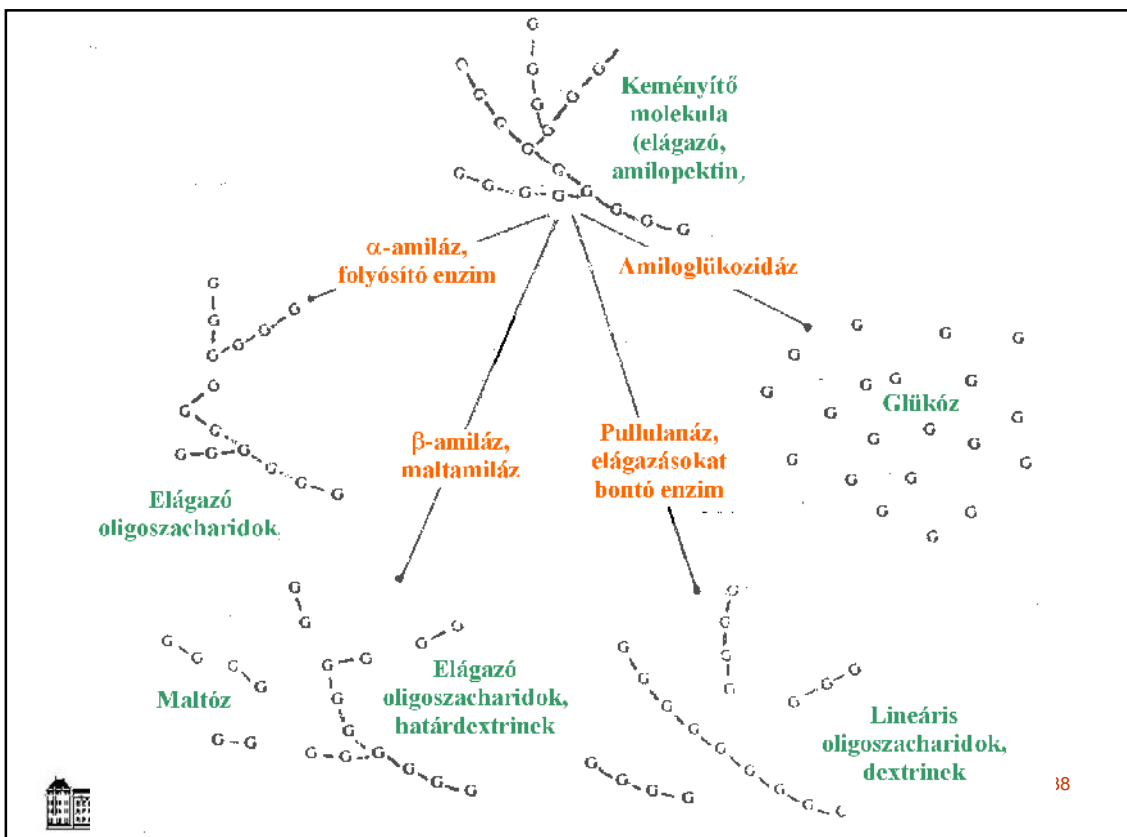 Keményítő
molekula
(elágazó,
amilopektin,
α-amiláz,
folyósító enzim
Amiloglükozidáz
Glükóz
β-amiláz,
maltamiláz
Pullulanáz,
elágazásokat
bontó enzim
Elágazó
oligoszacharidok
Maltóz
Elágazó
oligoszacharidok,
határdextrinek
Lineáris
oligoszacharidok,
dextrinek
38